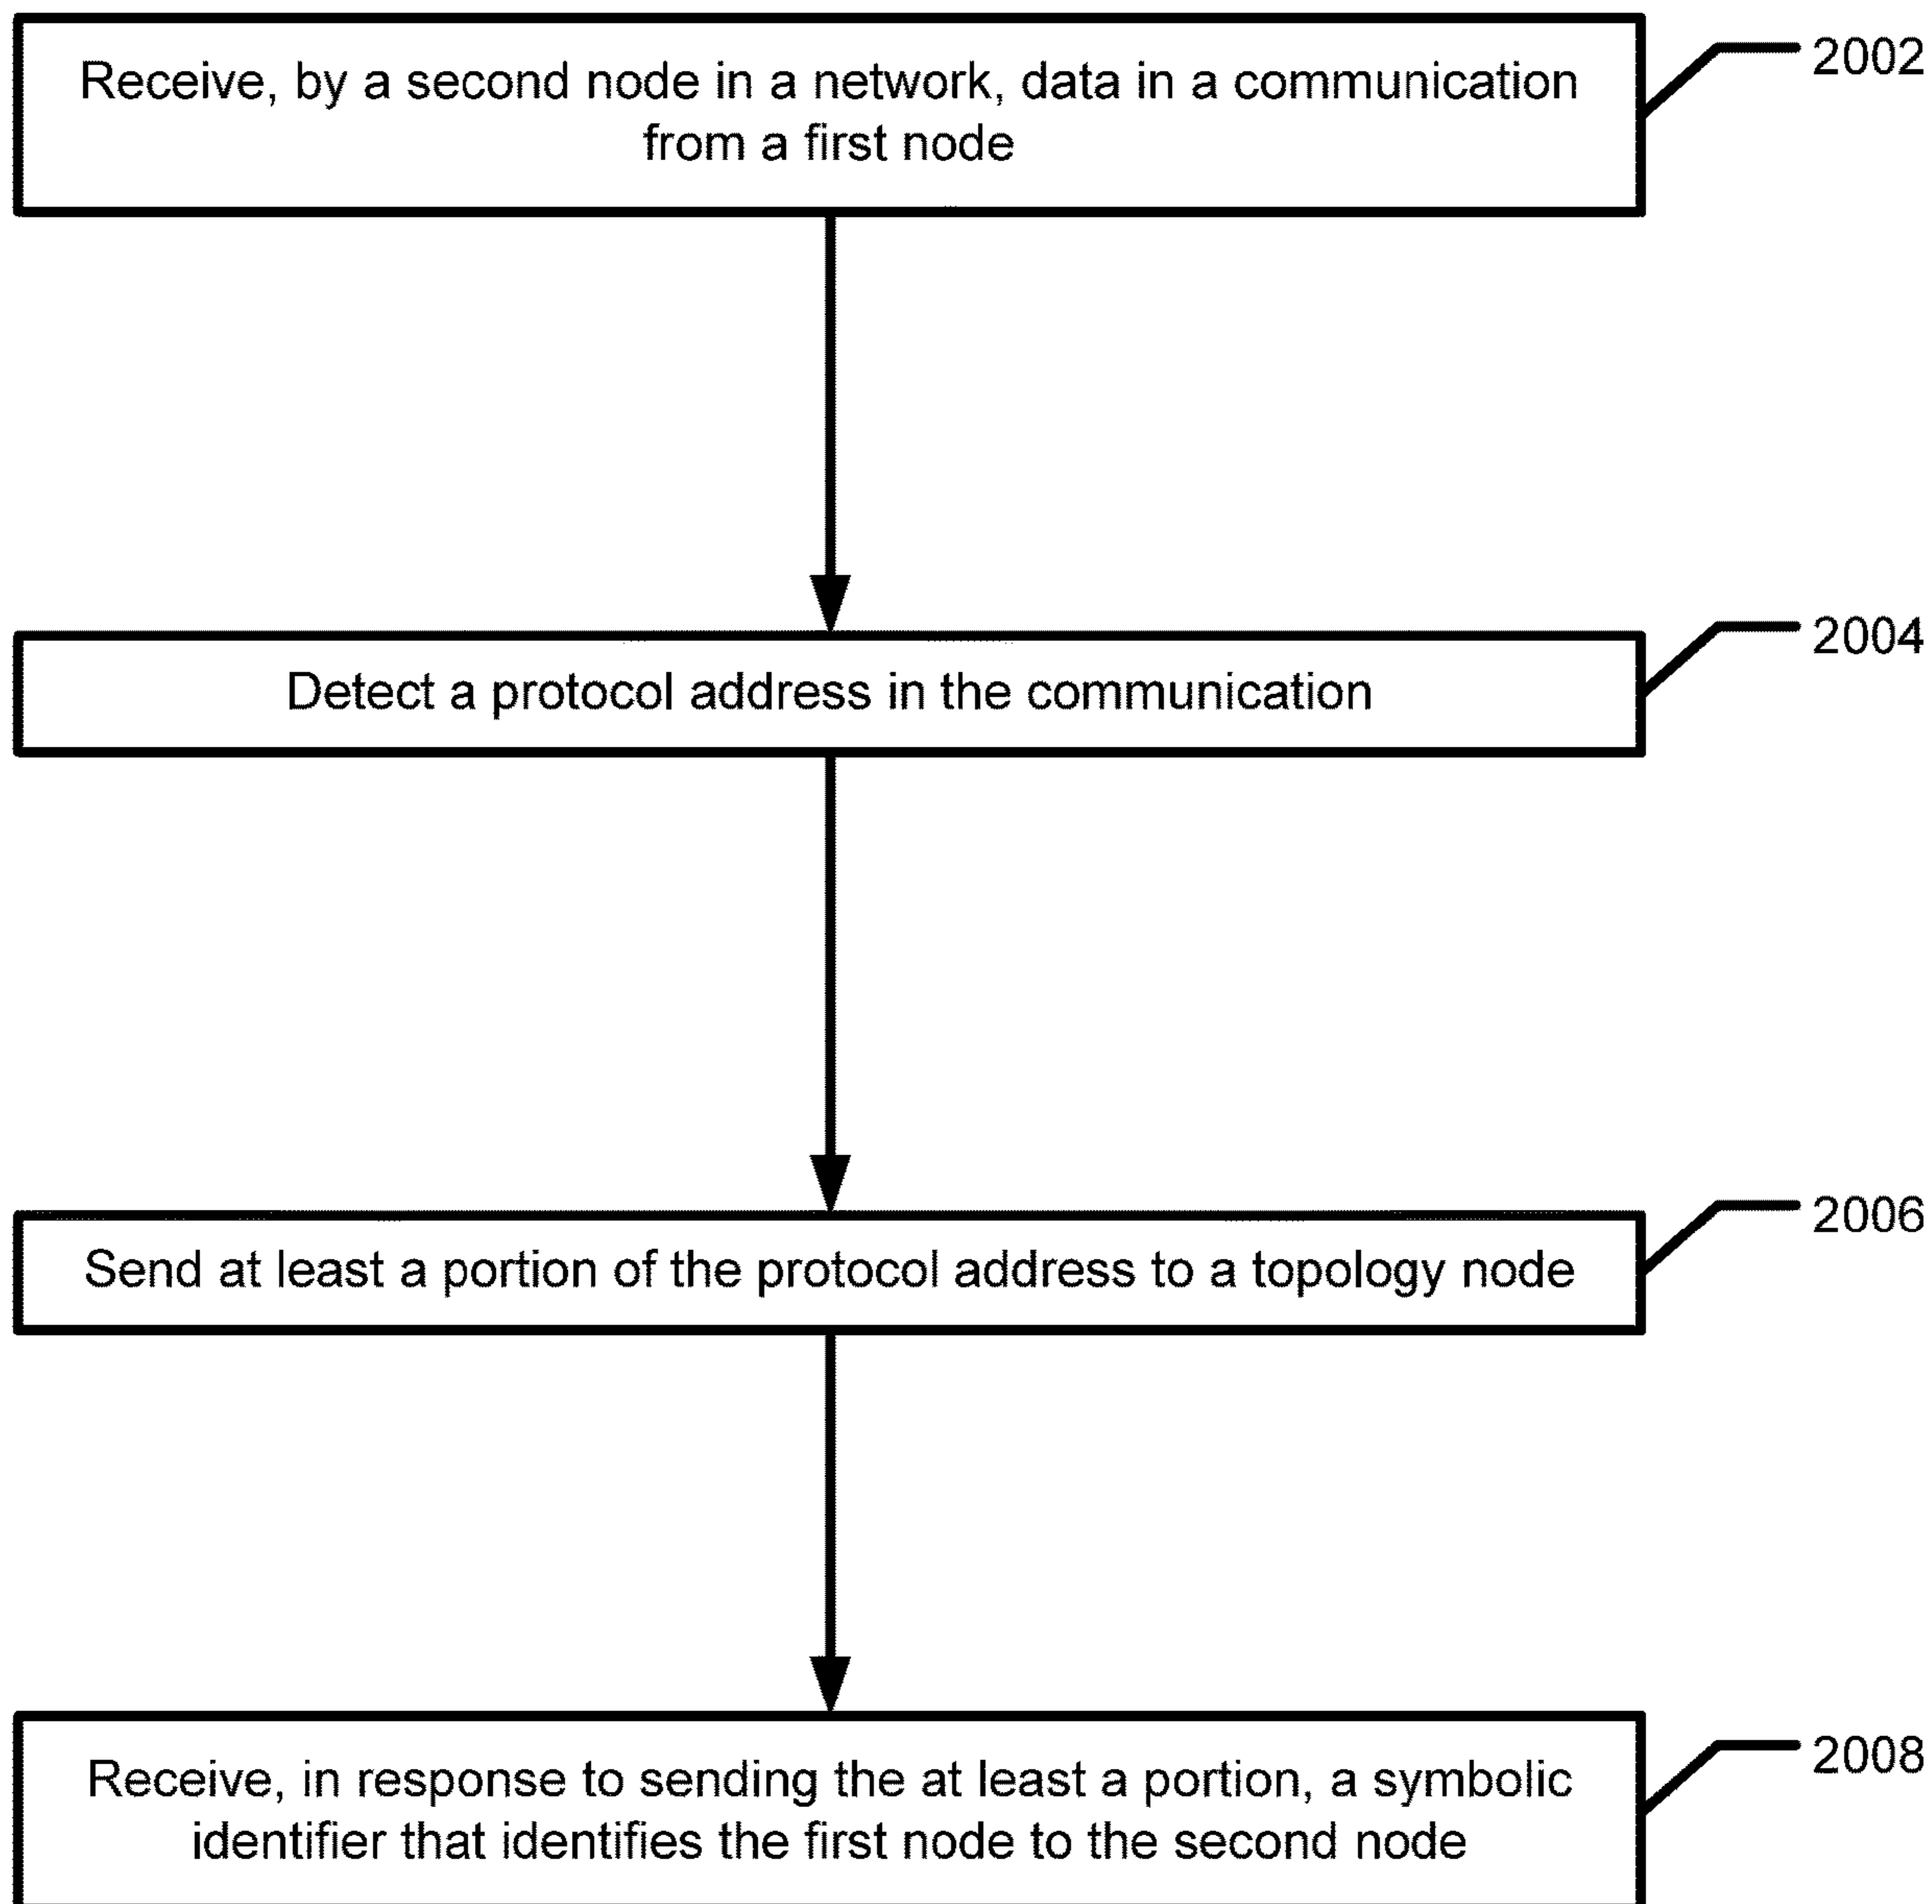 Receive, by a second node in a network, data in a communication
from a first node
2002
Detect a protocol address in the communication
2004
Send at least a portion of the protocol address to a topology node
2006
Receive, in response to sending the at least a portion, a symbolic
identifier that identifies the first node to the second node
2008